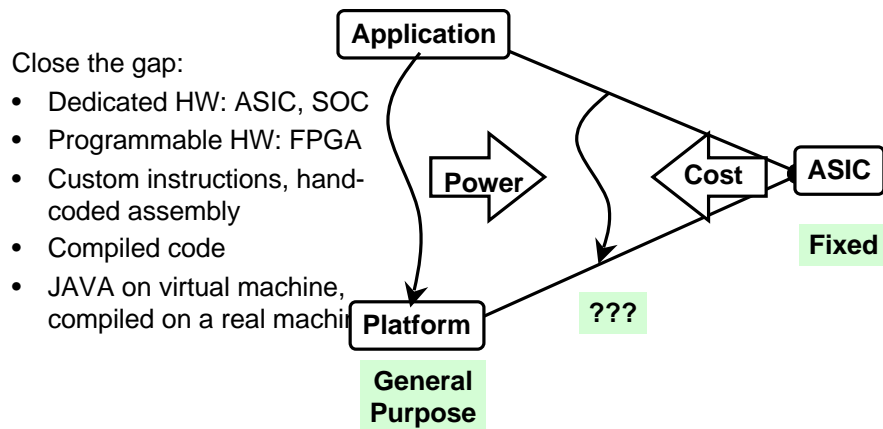 Application
Close the gap:
• Dedicated HW: ASIC, SOC
• Programmable HW: FPGA
• Custom instructions, hand-
coded assembly
• Compiled code
• JAVA on virtual machine,
compiled on a real machin
Power
Cost
ASIC
Fixed
Platform
???
General
Purpose